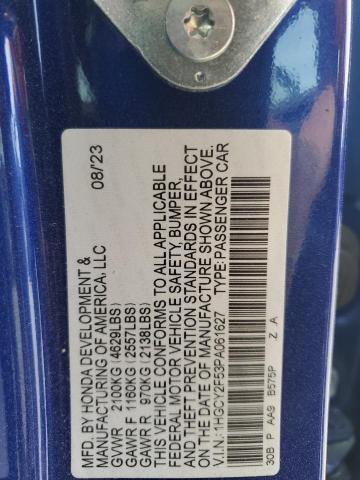 MFD. BY HONDA DEVELOPMENT &
MANUFACTURING OF AMERICA, LLC 08/'23
GVWR 2100KG (4629LBS)
GAWR F 1160KG (2557LBS)
GAWR R 970KG (2138LBS)
THIS VEHICLE CONFORMS TO ALL APPLICABLE
FEDERAL MOTOR VEHICLE SAFETY, BUMPER,
AND THEFT PREVENTION STANDARDS IN EFFECT
ON THE DATE OF MANUFACTURE SHOWN ABOVE.
V.I.N.: 1HGCY2F53PA061627 TYPE: PASSENGER CAR
30B P AA9 B575P Z A